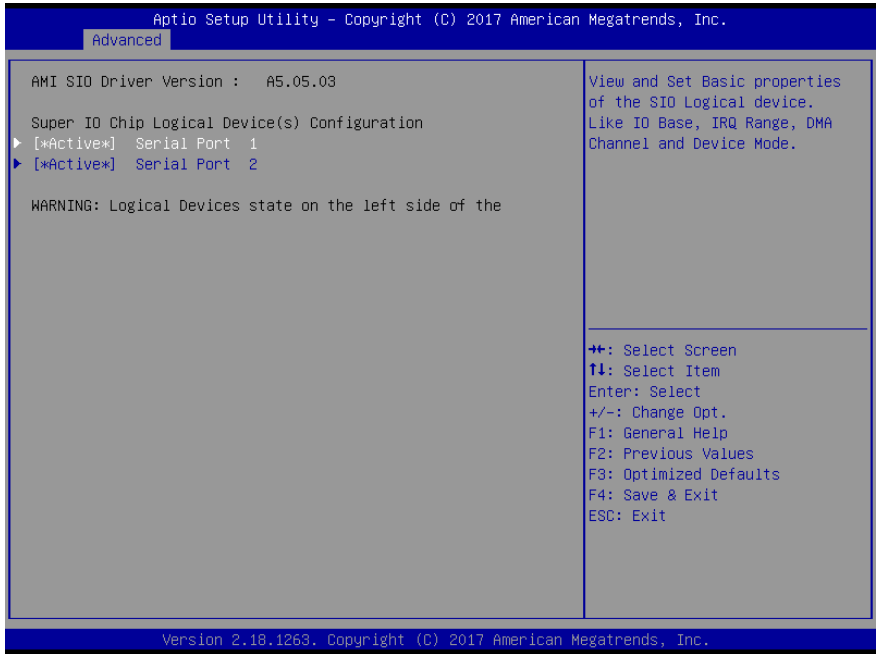 Aptio Setup Utility – Copyright (C) 2017 American Megatrends, Inc.
Advanced
AMI SIO Driver Version : A5.05.03
Super IO Chip Logical Device(s) Configuration
[*Active*] Serial Port 1
[*Active*] Serial Port 2
WARNING: Logical Devices state on the left side of the
View and Set Basic properties
of the SIO Logical device.
Like IO Base, IRQ Range, DMA
Channel and Device Mode.
→←: Select Screen
↑↓: Select Item
Enter: Select
+/-: Change Opt.
F1: General Help
F2: Previous Values
F3: Optimized Defaults
F4: Save & Exit
ESC: Exit
Version 2.18.1263. Copyright (C) 2017 American Megatrends, Inc.